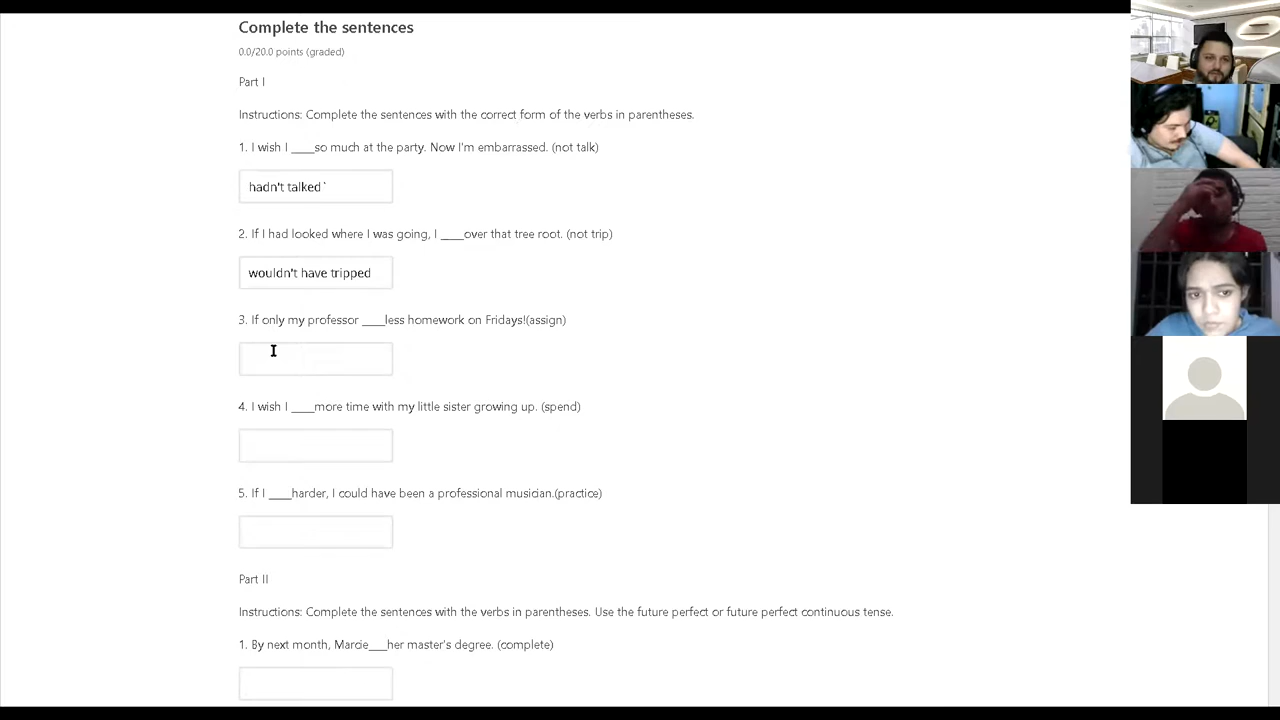 Complete the sentences
0.0/20.0 points (graded)
Part I
Instructions: Complete the sentences with the correct form of the verbs in parentheses.
1. I wish I ____so much at the party. Now I'm embarrassed. (not talk)
hadn't talked`
2. If I had looked where I was going, I ____over that tree root. (not trip)
wouldn't have tripped
3. If only my professor ____less homework on Fridays!(assign)
4. I wish I ____more time with my little sister growing up. (spend)
5. If I ____harder, I could have been a professional musician.(practice)
Part II
Instructions: Complete the sentences with the verbs in parentheses. Use the future perfect or future perfect continuous tense.
1. By next month, Marcie___her master's degree. (complete)